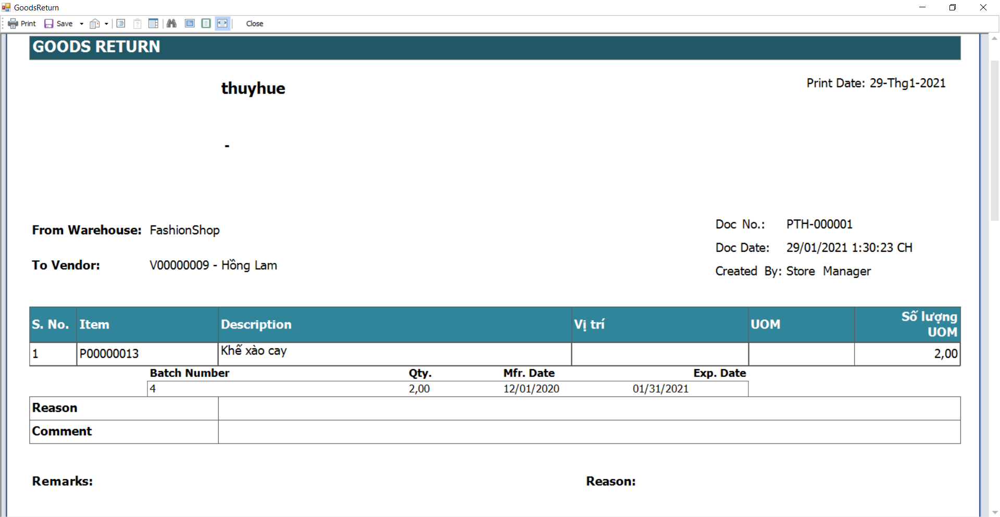 GoodsReturn
Print Save Close
GOODS RETURN
thuyhue
Print Date: 29-Thg1-2021
-
From Warehouse: FashionShop
To Vendor: V00000009 - Hồng Lam
Doc No.: PTH-000001
Doc Date: 29/01/2021 1:30:23 CH
Created By: Store Manager
S. No. Item Description Vị trí UOM Số lượng UOM
1 P00000013 Khế xào cay 2,00
Batch Number Qty. Mfr. Date Exp. Date
4 2,00 12/01/2020 01/31/2021
Reason
Comment
Remarks: Reason: